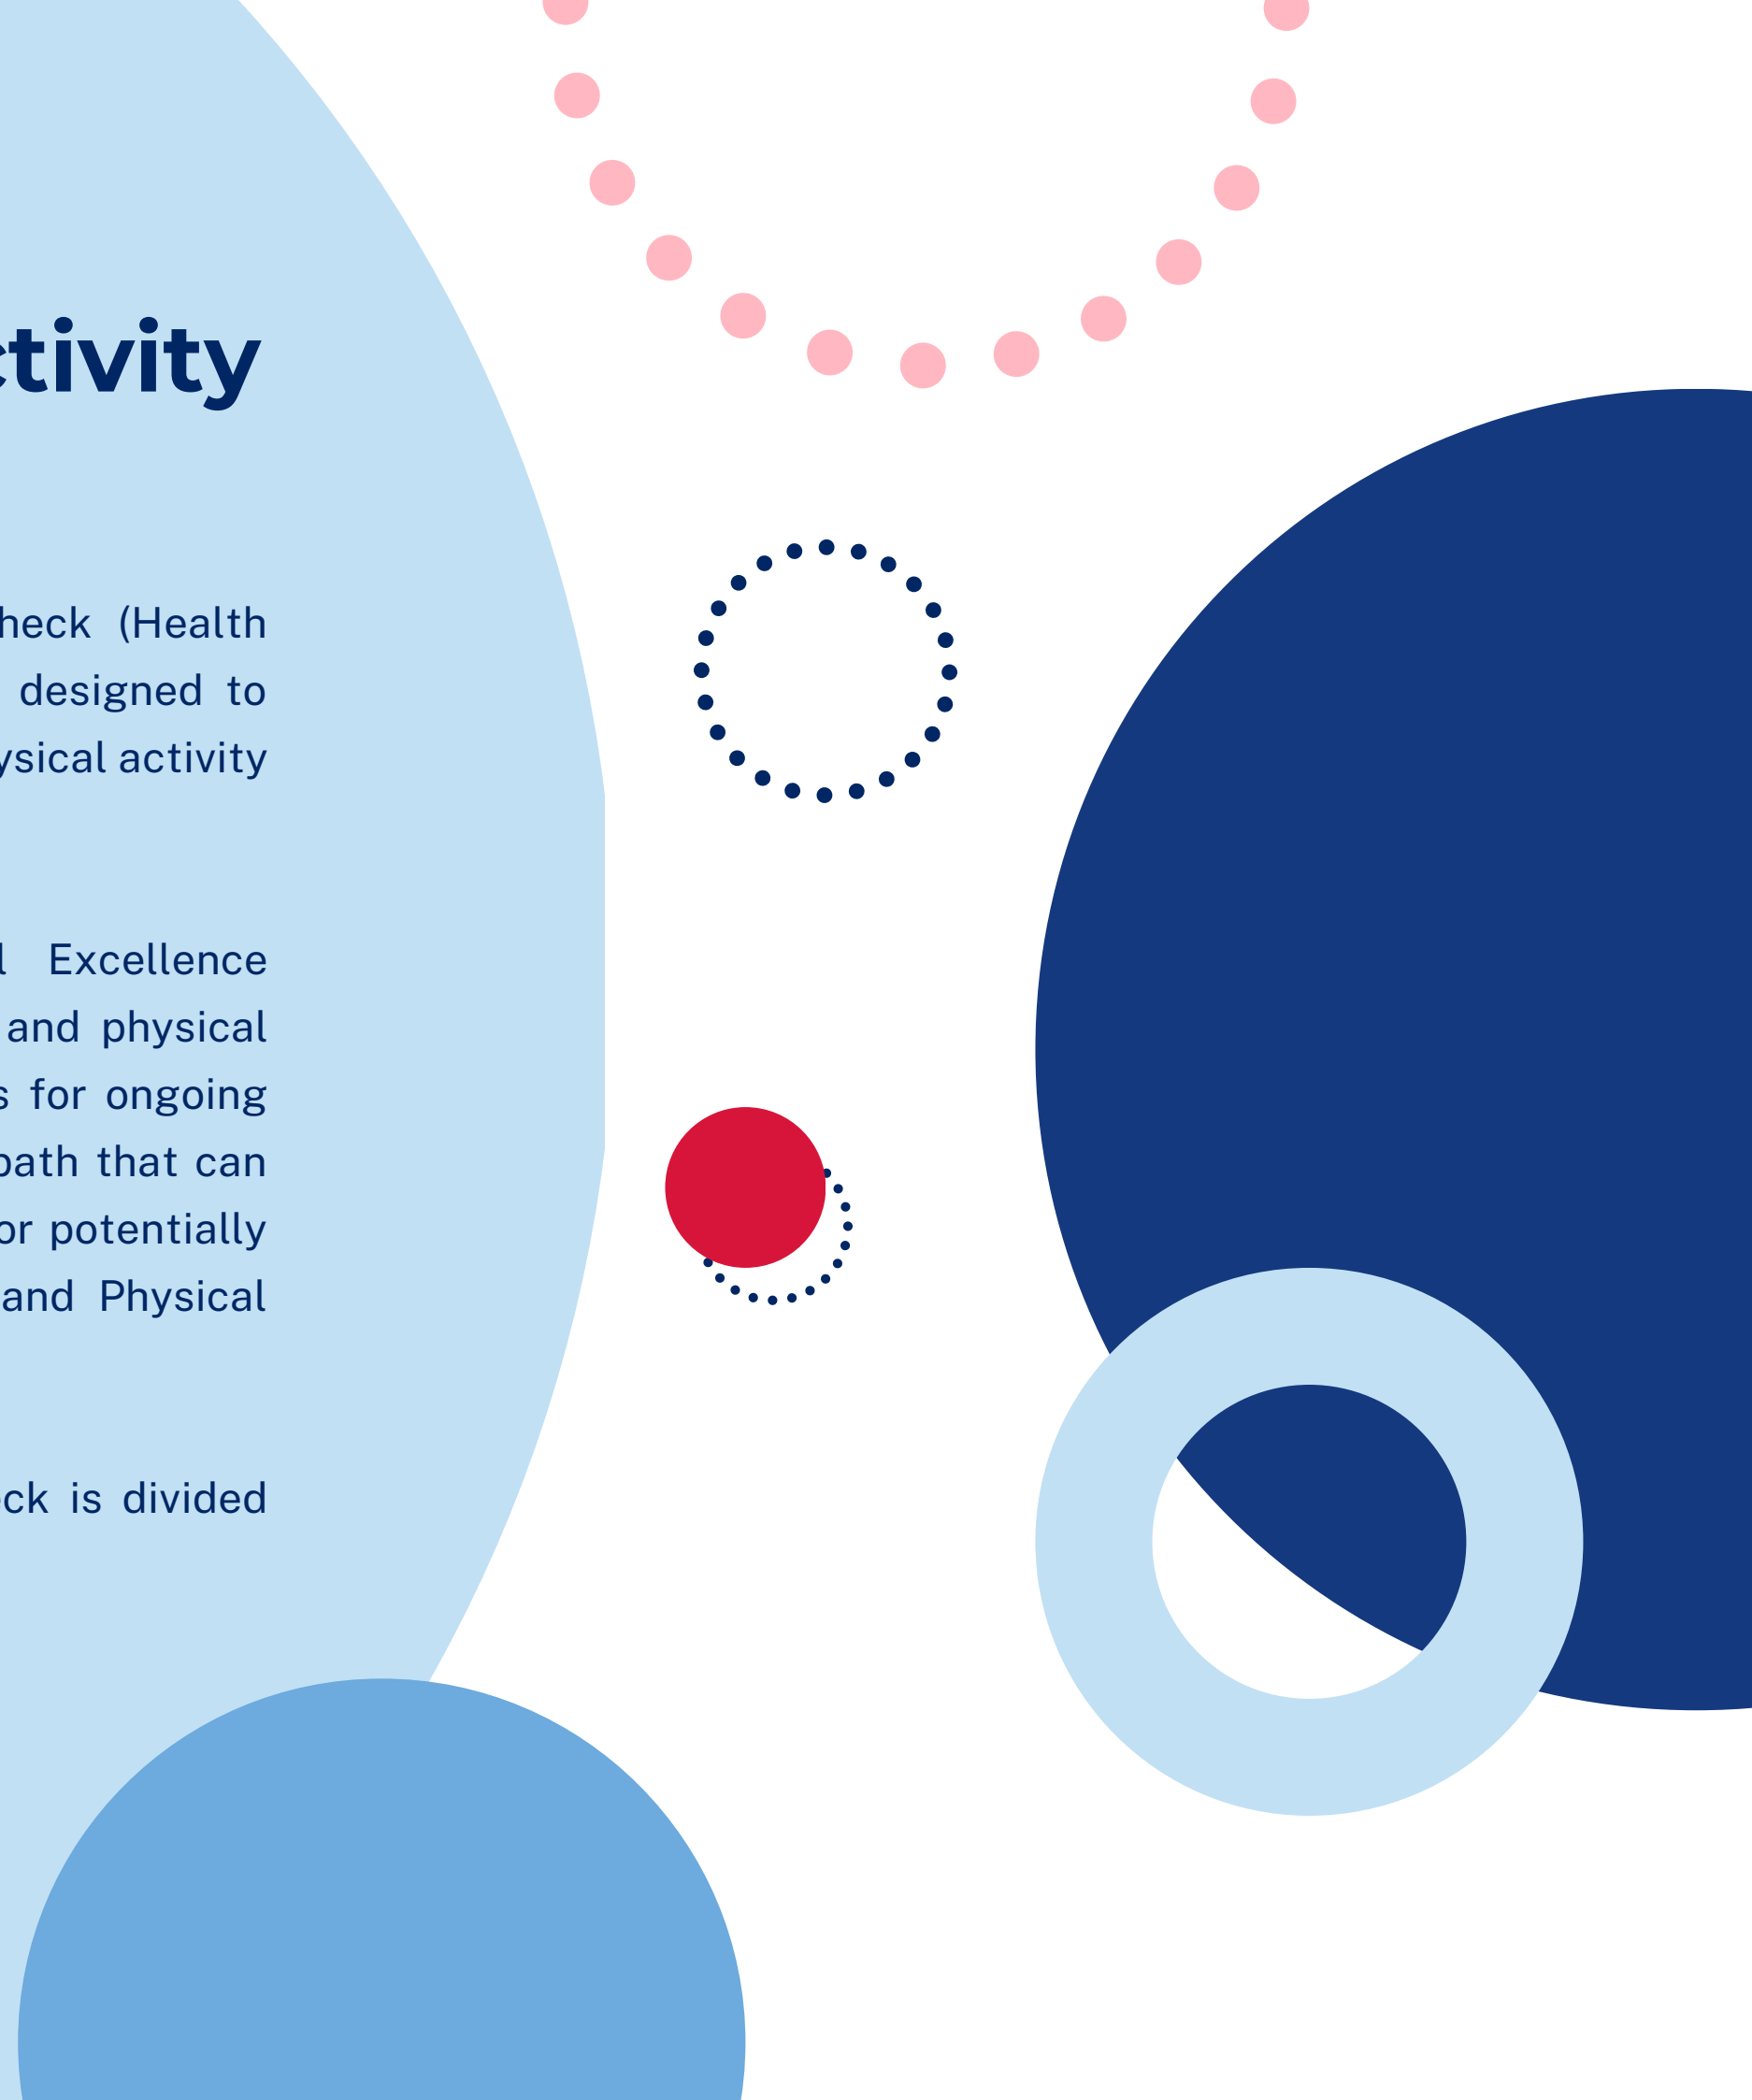 ctivity
heck (Health
designed to
ysical activity
l Excellence
and physical
s for ongoing
path that can
or potentially
and Physical
ck is divided